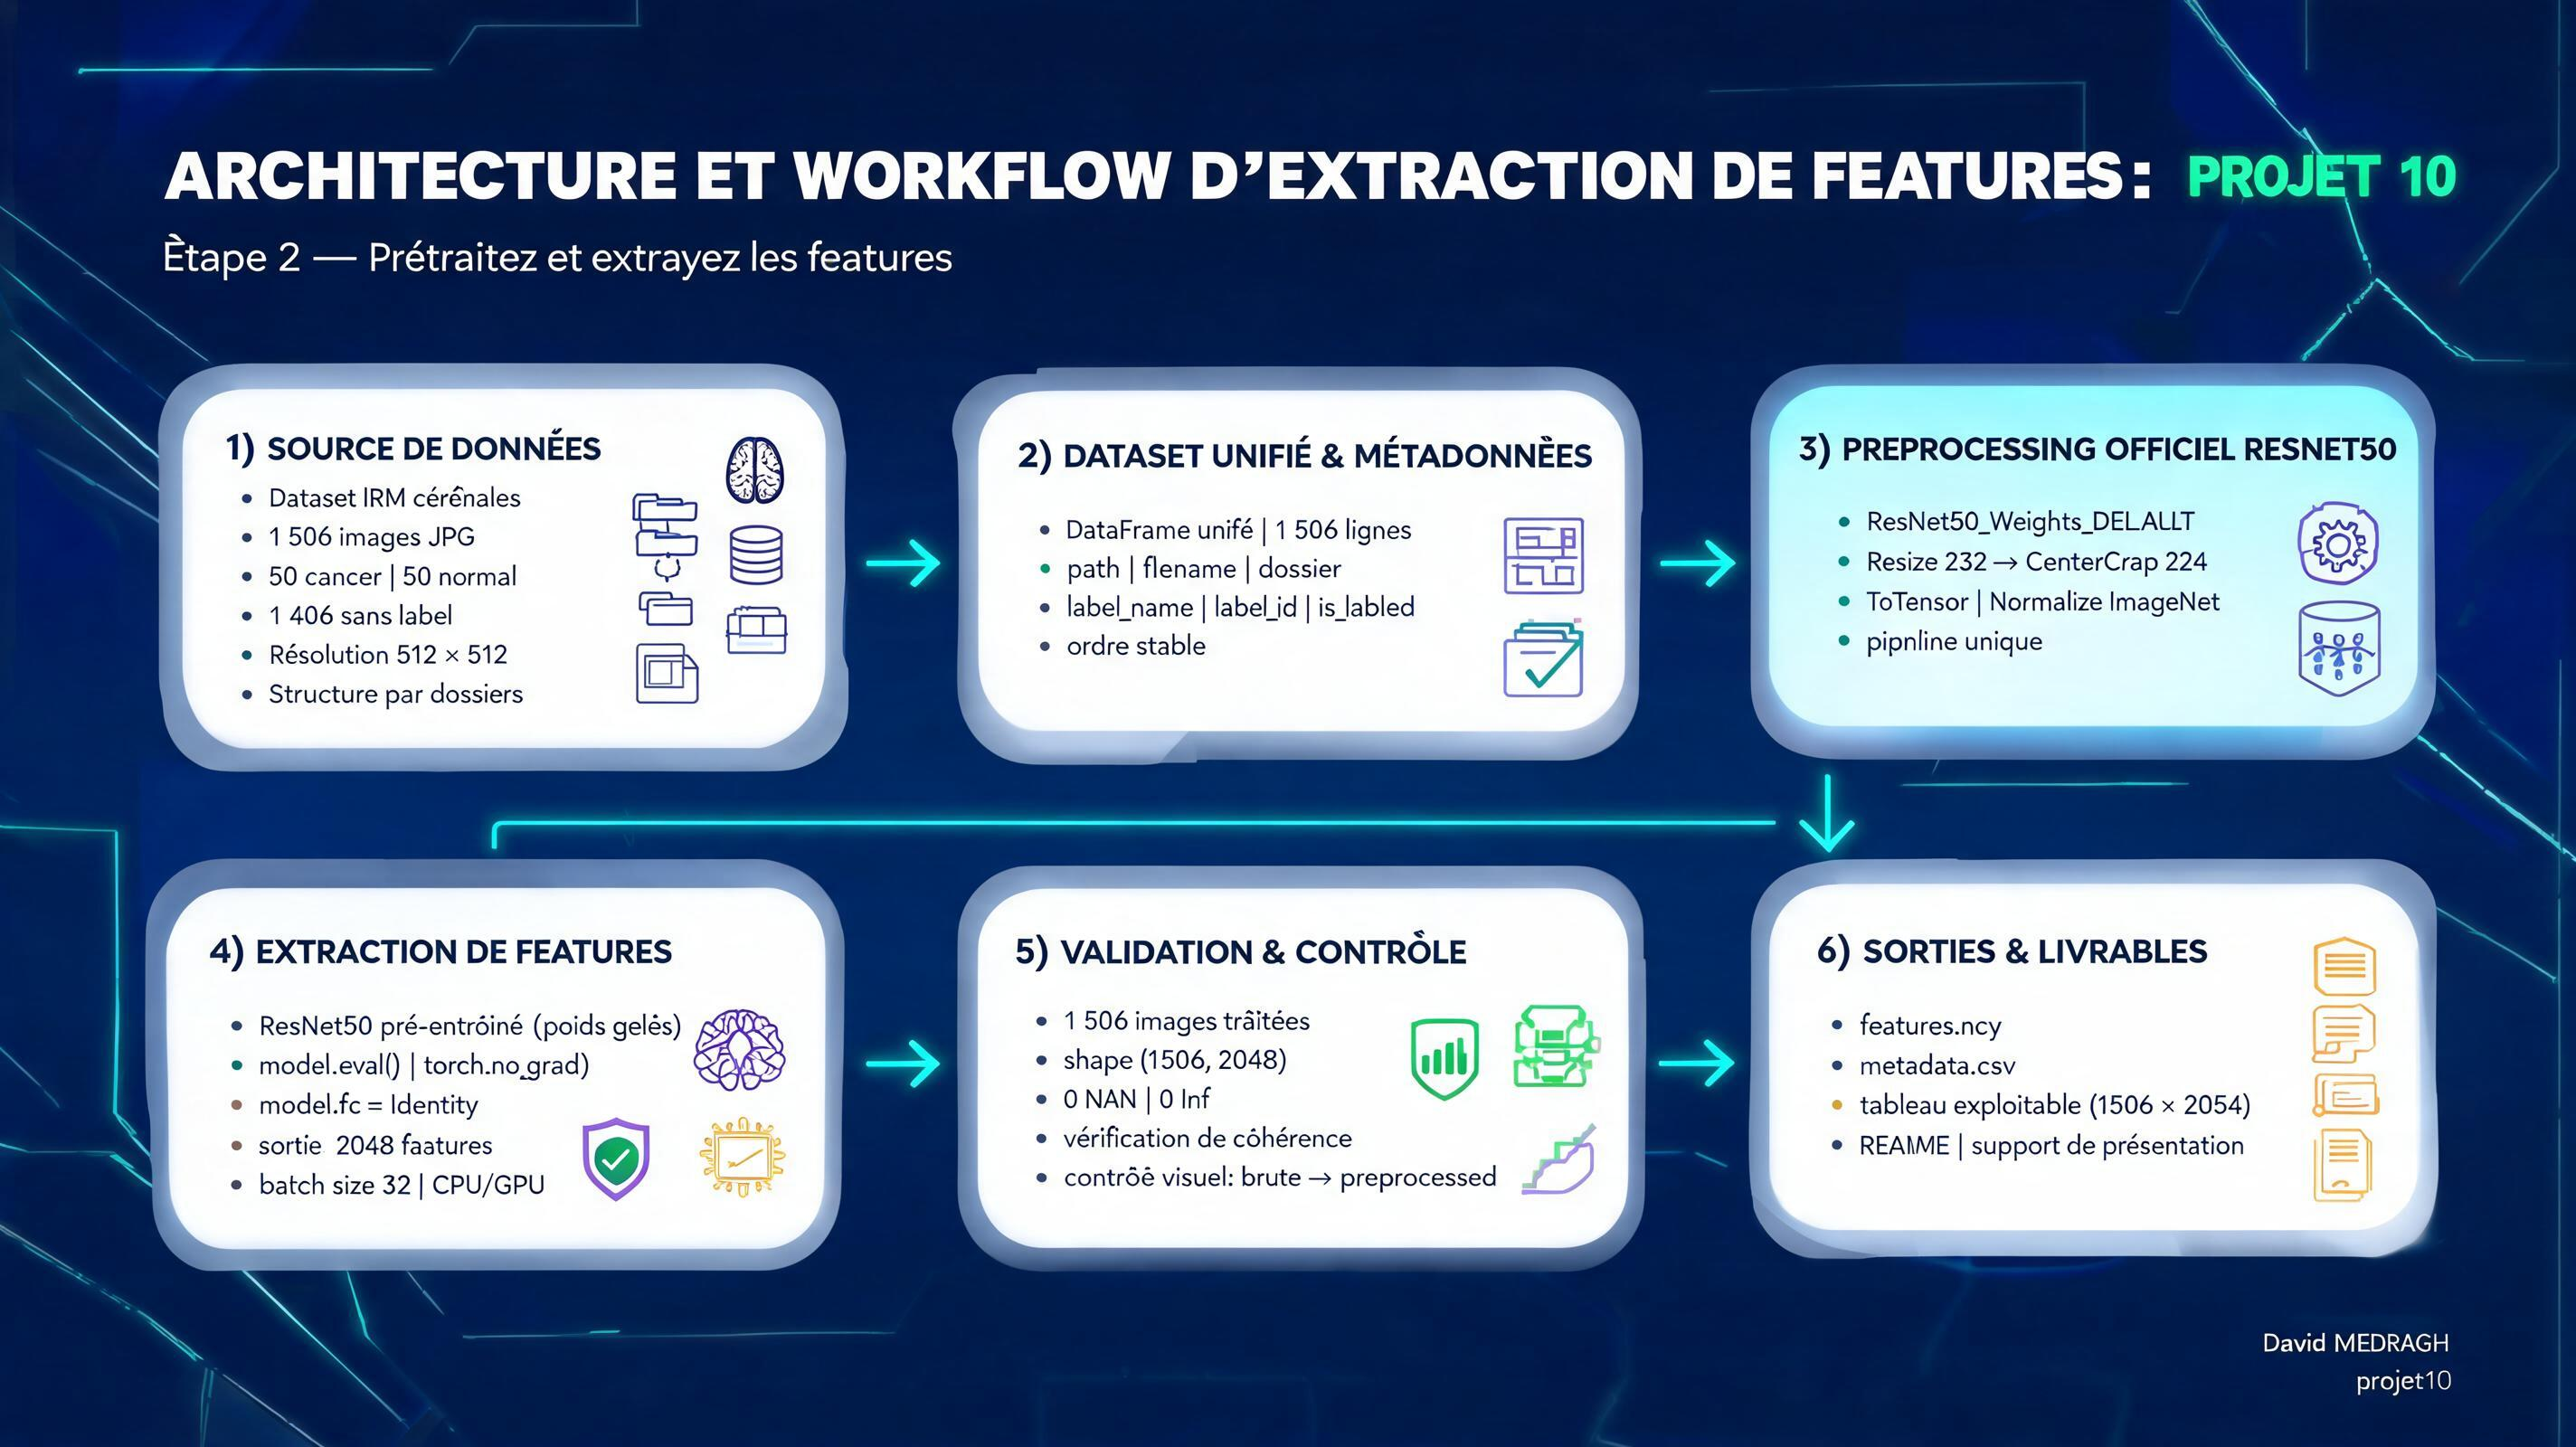 ARCHITECTURE ET WORKFLOW D’EXTRACTION DE FEATURES: PROJET 10
Ètape 2 — Prétraitez et extrayez les features
1) SOURCE DE DONNÉES
• Dataset IRM cérênales
• 1 506 images JPG
• 50 cancer | 50 normal
• 1 406 sans label
• Résolution 512 × 512
• Structure par dossiers
2) DATASET UNIFIÉ & MÉTADONNÈES
• DataFrame unifé | 1 506 lignes
• path | flename | dossier
• label_name | label_id | is_labled
• ordre stable
3) PREPROCESSING OFFICIEL RESNET50
• ResNet50_Weights_DELAULT
• Resize 232 → CenterCrap 224
• ToTensor | Normalize ImageNet
• pipnline unique
4) EXTRACTION DE FEATURES
• ResNet50 pré-entróiné (poids gelés)
• model.eval() | torch.no_grad)
• model.fc = Identity
• sortie 2048 faatures
• batch size 32 | CPU/GPU
5) VALIDATION & CONTRÔLE
• 1 506 images trâitées
• shape (1506, 2048)
• 0 NAN | 0 Inf
• vérification de cohérence
• contrôê visuel: brute → preprocessed
6) SORTIES & LIVRABLES
• features.ncy
• metadata.csv
• tableau exploitable (1506 × 2054)
• REAIME | support de présentation
David MEDRAGH
projet10